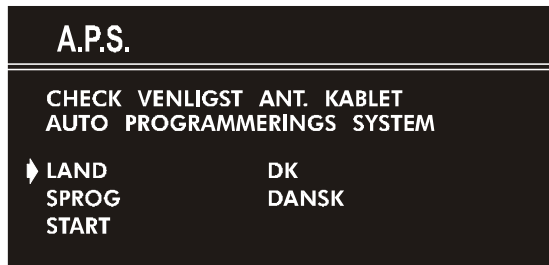 A.P.S.
CHECK VENLIGST ANT. KABLET
AUTO PROGRAMMERINGS SYSTEM
LAND DK
SPROG DANSK
START